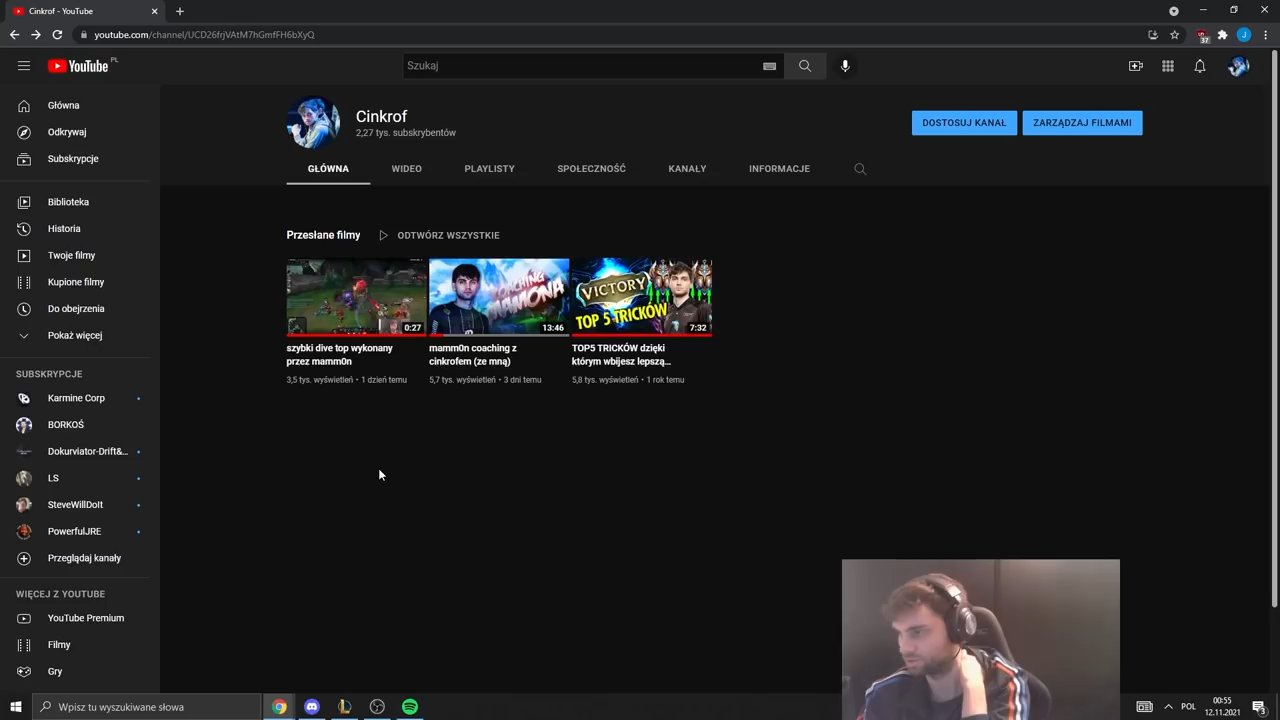 Cinkrof - YouTube
youtube.com/channel/UCD26frjVAtM7hGmfFH6bXyQ
37
J
YouTube PL
Szukaj
Główna
Odkrywaj
Subskrypcje
Biblioteka
Historia
Twoje filmy
Kupione filmy
Do obejrzenia
Pokaż więcej
SUBSKRYPCJE
Karmine Corp
BORKOŚ
Dokurviator-Drift&...
LS
SteveWillDoIt
PowerfulJRE
Przeglądaj kanały
WIĘCEJ Z YOUTUBE
YouTube Premium
Filmy
Gry
Cinkrof
2,27 tys. subskrybentów
DOSTOSUJ KANAŁ
ZARZĄDZAJ FILMAMI
GŁÓWNA WIDEO PLAYLISTY SPOŁECZNOŚĆ KANAŁY INFORMACJE
Przesłane filmy
ODTWÓRZ WSZYSTKIE
0:27
szybki dive top wykonany
przez mamm0n
3,5 tys. wyświetleń • 1 dzień temu
COACHING
MAMMONA
13:46
mamm0n coaching z
cinkrofem (ze mną)
5,7 tys. wyświetleń • 3 dni temu
VICTORY
TOP 5 TRICKÓW
7:32
TOP5 TRICKÓW dzięki
którym wbijesz lepszą...
5,8 tys. wyświetleń • 1 rok temu
Wpisz tu wyszukiwane słowa
POL
00:55
12.11.2021
3